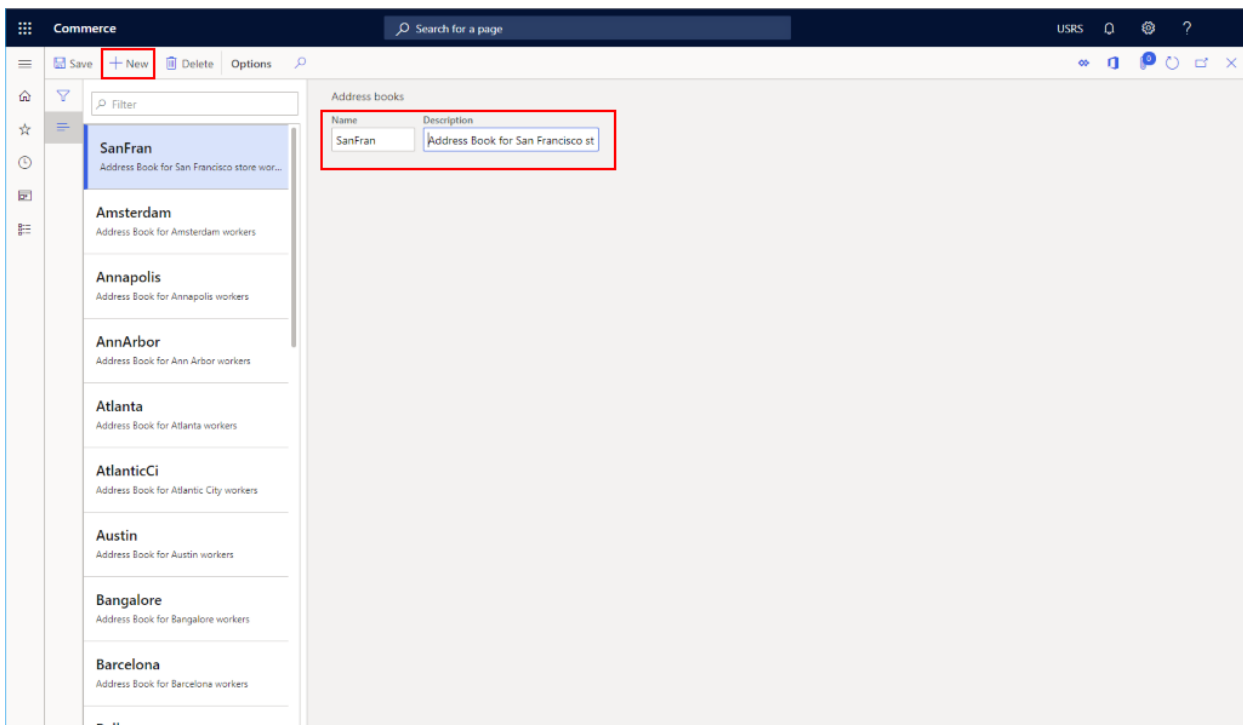 Commerce
Search for a page
USRS
?
Save
New
Delete
Options
0
Filter
SanFran
Address Book for San Francisco store wor...
Amsterdam
Address Book for Amsterdam workers
Annapolis
Address Book for Annapolis workers
AnnArbor
Address Book for Ann Arbor workers
Atlanta
Address Book for Atlanta workers
AtlanticCi
Address Book for Atlantic City workers
Austin
Address Book for Austin workers
Bangalore
Address Book for Bangalore workers
Barcelona
Address Book for Barcelona workers
Address books
Name
Description
SanFran
Address Book for San Francisco st